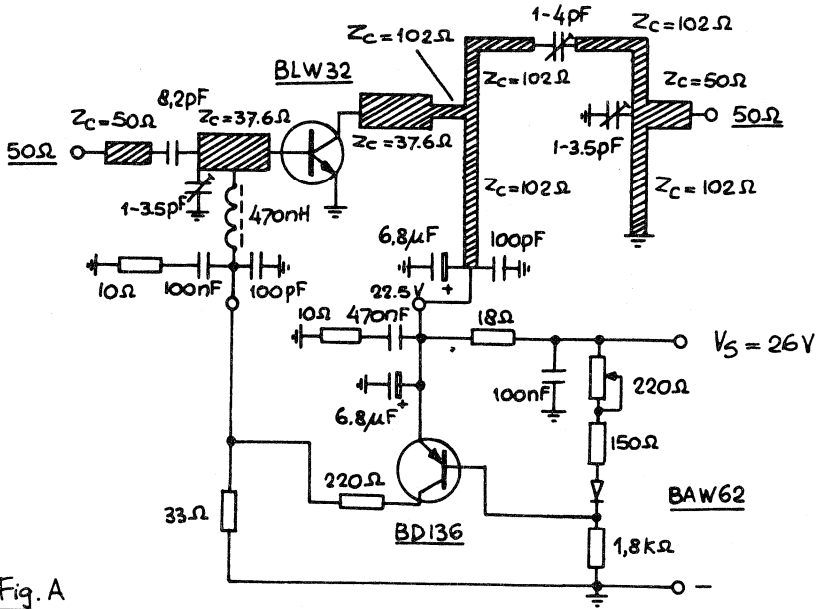 1-4pF
Zc=102Ω
Zc=102Ω
BLW32
Zc=102Ω
Zc=50Ω
8,2pF
Zc=50Ω
Zc=37.6Ω
50Ω
50Ω
Zc=37.6Ω
1-3.5pF
Zc=102Ω
Zc=102Ω
1-3.5pF
470nH
6,8μF
100pF
+
10Ω
100nF
100pF
22.5V
10Ω
470nF
18Ω
Vs = 26V
100nF
220Ω
6.8μF
+
150Ω
220Ω
BAW62
33Ω
BD136
1,8kΩ
Fig. A
-